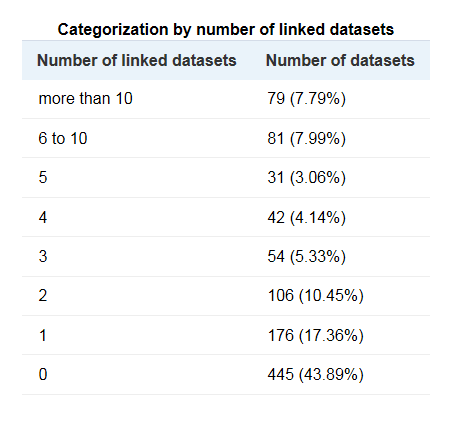 Categorization by number of linked datasets
Number of linked datasets Number of datasets
more than 10 79 (7.79%)
6 to 10 81 (7.99%)
5 31 (3.06%)
4 42 (4.14%)
3 54 (5.33%)
2 106 (10.45%)
1 176 (17.36%)
0 445 (43.89%)